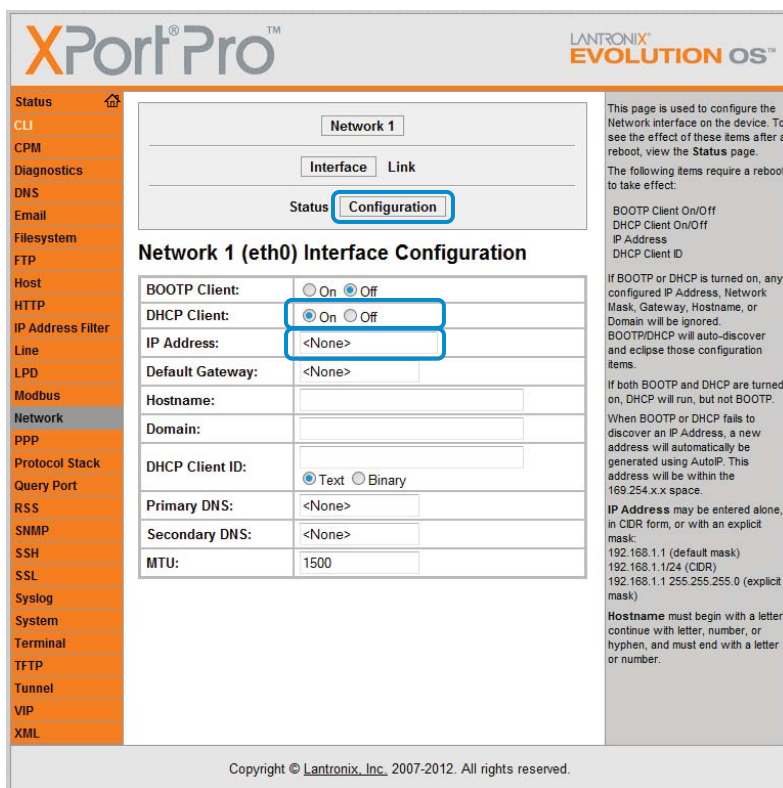 XPort® Pro™
LANTRONIX®
EVOLUTION OS™
Status
CLI
CPM
Diagnostics
DNS
Email
Filesystem
FTP
Host
HTTP
IP Address Filter
Line
LPD
Modbus
Network
PPP
Protocol Stack
Query Port
RSS
SNMP
SSH
SSL
Syslog
System
Terminal
TFTP
Tunnel
VIP
XML
Network 1
Interface Link
Status Configuration
Network 1 (eth0) Interface Configuration
BOOTP Client: On Off
DHCP Client: On Off
IP Address: <None>
Default Gateway: <None>
Hostname:
Domain:
DHCP Client ID:
Text Binary
Primary DNS: <None>
Secondary DNS: <None>
MTU: 1500
This page is used to configure the
Network interface on the device. To
see the effect of these items after a
reboot, view the Status page.
The following items require a reboot
to take effect:
BOOTP Client On/Off
DHCP Client On/Off
IP Address
DHCP Client ID
If BOOTP or DHCP is turned on, any
configured IP Address, Network
Mask, Gateway, Hostname, or
Domain will be ignored.
BOOTP/DHCP will auto-discover
and eclipse those configuration
items.
If both BOOTP and DHCP are turned
on, DHCP will run, but not BOOTP.
When BOOTP or DHCP fails to
discover an IP Address, a new
address will automatically be
generated using AutoIP. This
address will be within the
169.254.x.x space.
IP Address may be entered alone,
in CIDR form, or with an explicit
mask:
192.168.1.1 (default mask)
192.168.1.1/24 (CIDR)
192.168.1.1 255.255.255.0 (explicit
mask)
Hostname must begin with a letter
continue with letter, number, or
hyphen, and must end with a letter
or number.
Copyright © Lantronix, Inc. 2007-2012. All rights reserved.